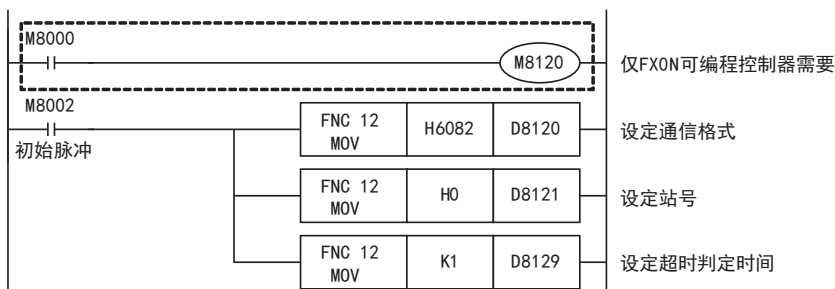 M8000
M8120
仅FX0N可编程控制器需要
M8002
初始脉冲
FNC 12
MOV
H6082
D8120
设定通信格式
FNC 12
MOV
H0
D8121
设定站号
FNC 12
MOV
K1
D8129
设定超时判定时间